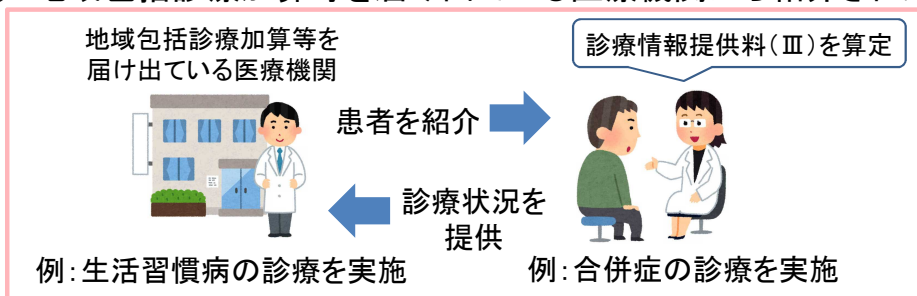 地域包括診療加算等を
届け出ている医療機関
診療情報提供料(Ⅲ)を算定
患者を紹介
診療状況を
提供
例:生活習慣病の診療を実施
例:合併症の診療を実施